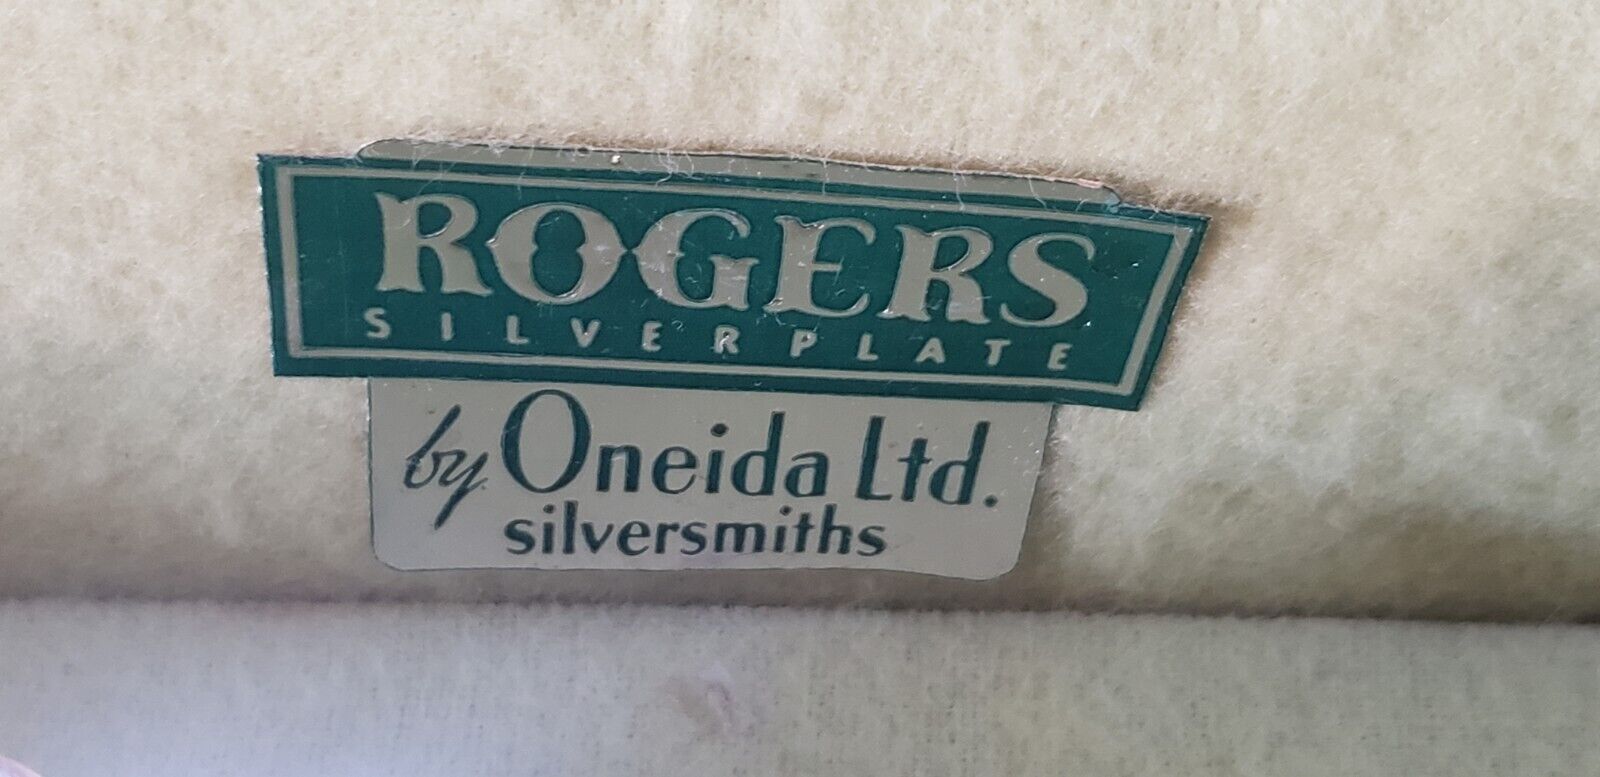 ROGERS
SILVERPLATE
by Oneida Ltd.
silversmiths